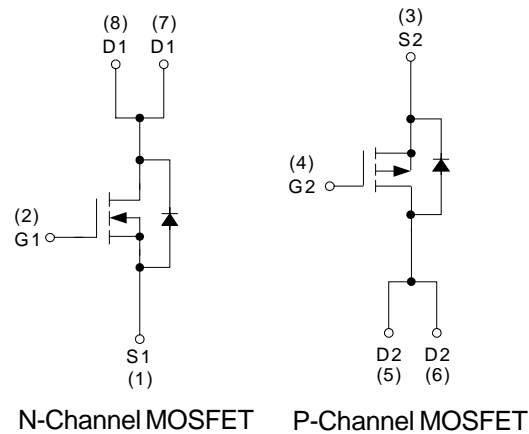 (8) (7)
D1 D1
(2)
G1
S1
(1)
N-Channel MOSFET
(3)
S2
(4)
G2
D2 D2
(5) (6)
P-Channel MOSFET